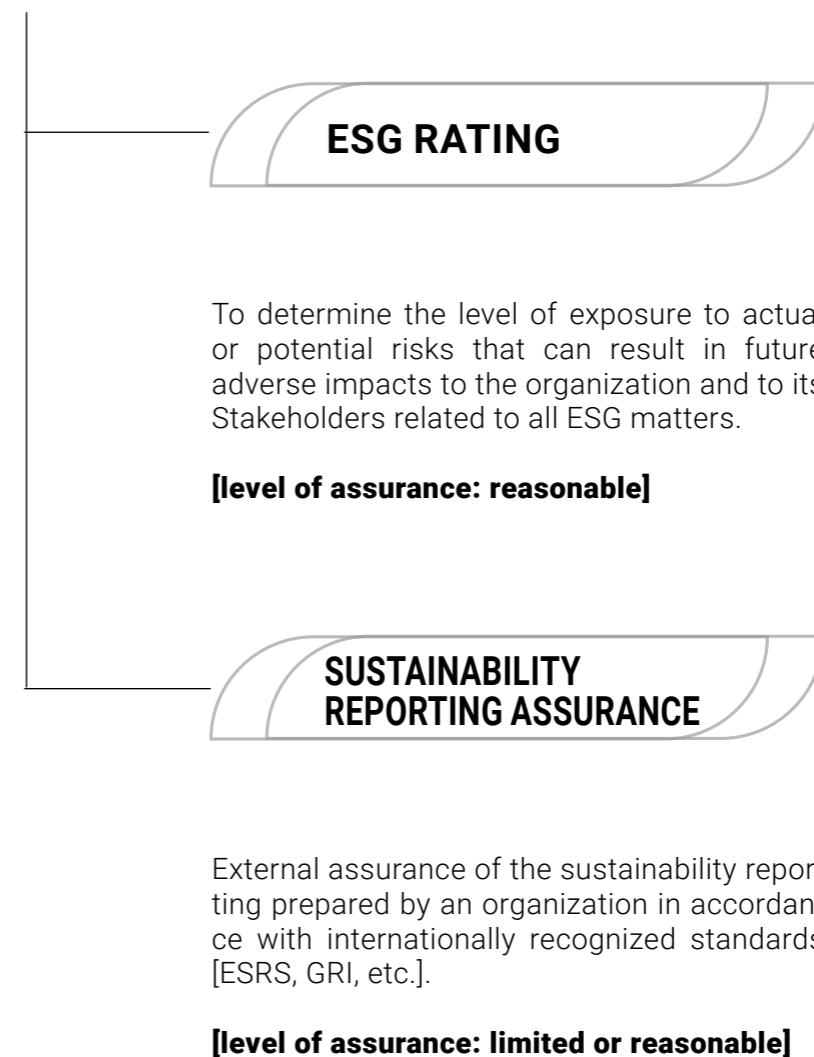 ESG RATING
To determine the level of exposure to actua
or potential risks that can result in future
adverse impacts to the organization and to its
Stakeholders related to all ESG matters.
[level of assurance: reasonable]
SUSTAINABILITY
REPORTING ASSURANCE
External assurance of the sustainability repor
ting prepared by an organization in accordan
ce with internationally recognized standards
[ESRS, GRI, etc.].
[level of assurance: limited or reasonable]